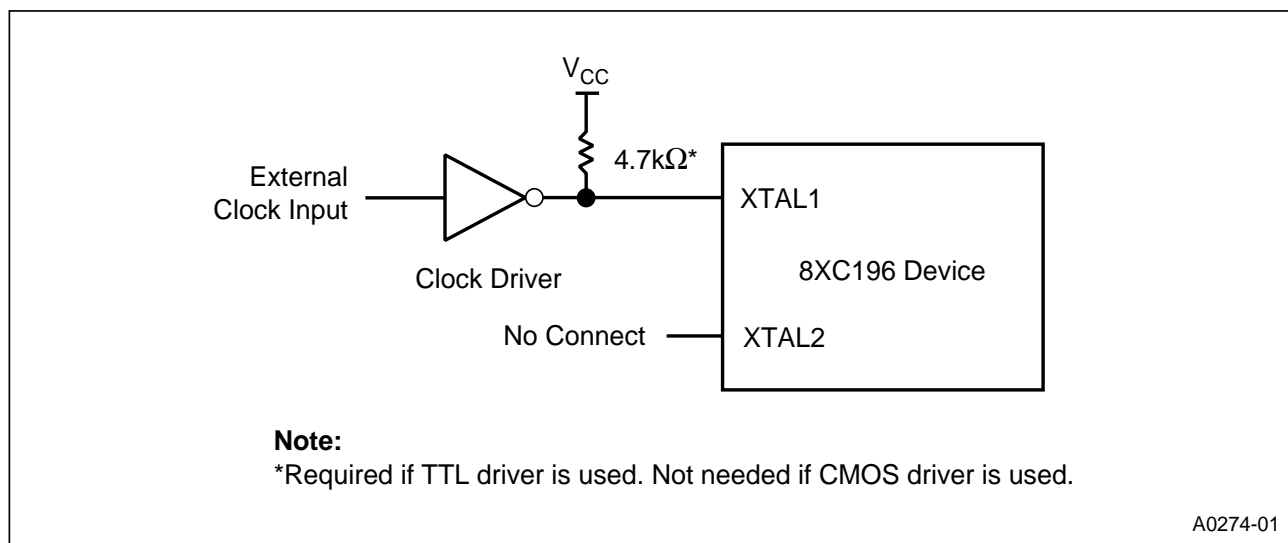 V_CC
4.7kΩ*
External
Clock Input
XTAL1
8XC196 Device
Clock Driver
No Connect
XTAL2
Note:
*Required if TTL driver is used. Not needed if CMOS driver is used.
A0274-01